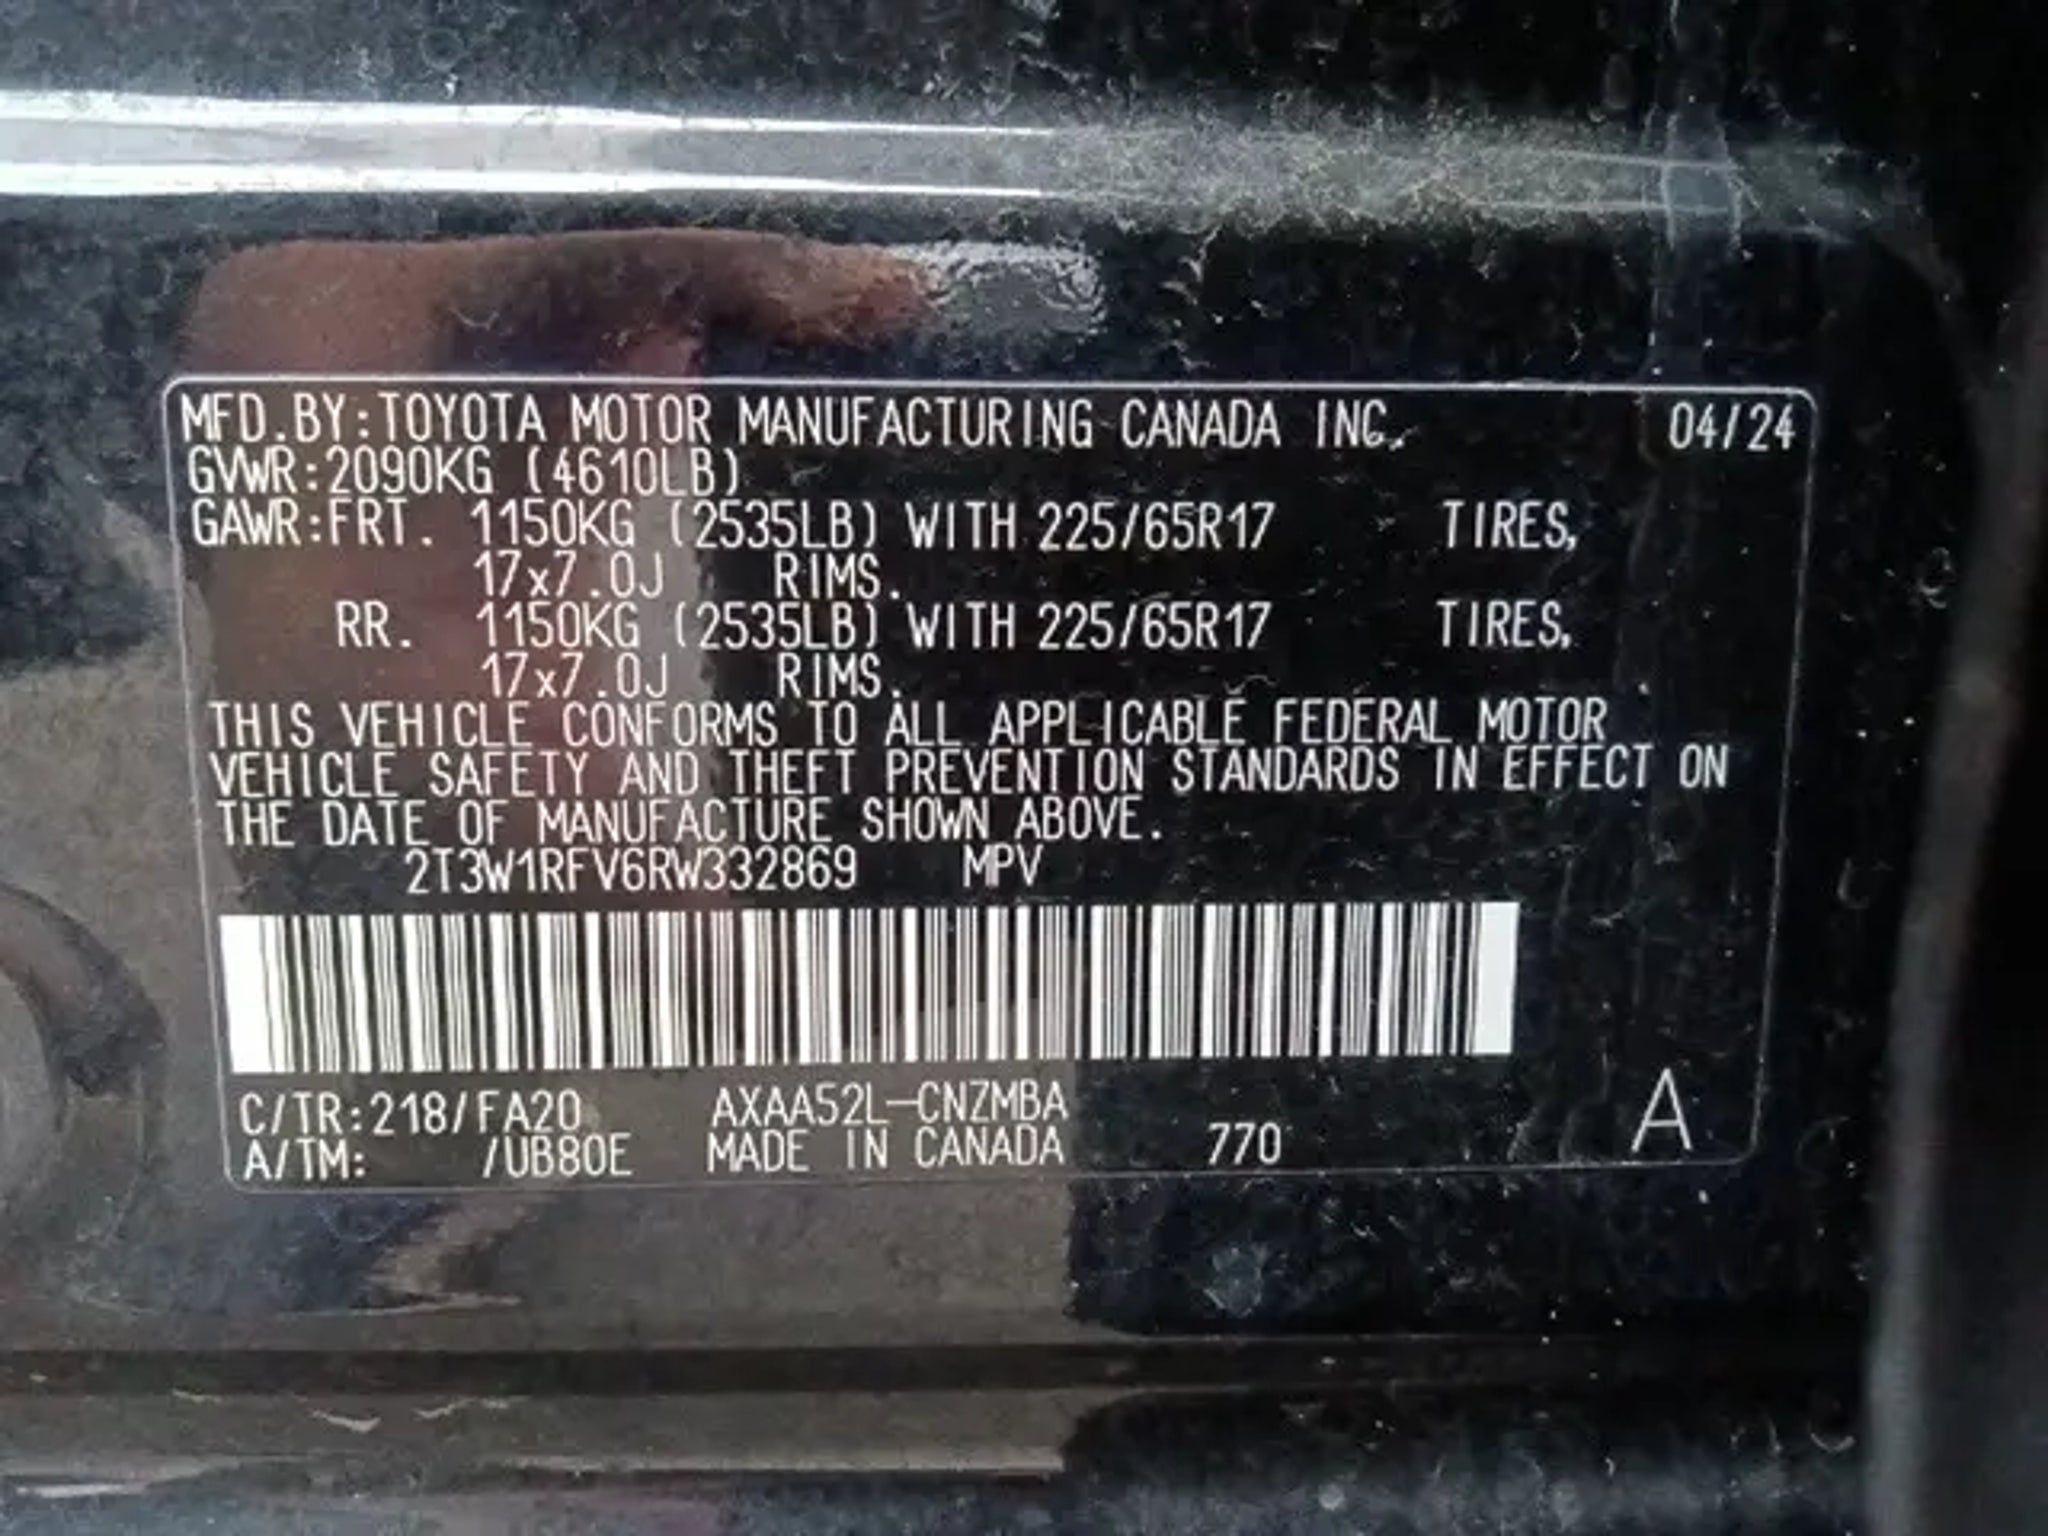 MFD.BY:TOYOTA MOTOR MANUFACTURING CANADA INC. 04/24
GVWR:2090KG (4610LB)
GAWR:FRT. 1150KG (2535LB) WITH 225/65R17 TIRES,
17x7.0J RIMS.
RR. 1150KG (2535LB) WITH 225/65R17 TIRES,
17x7.0J RIMS.
THIS VEHICLE CONFORMS TO ALL APPLICABLE FEDERAL MOTOR
VEHICLE SAFETY AND THEFT PREVENTION STANDARDS IN EFFECT ON
THE DATE OF MANUFACTURE SHOWN ABOVE.
2T3W1RFV6RW332869 MPV
C/TR:218/FA20 AXAA52L-CNZMBA
A/TM: /UB80E MADE IN CANADA 770 A